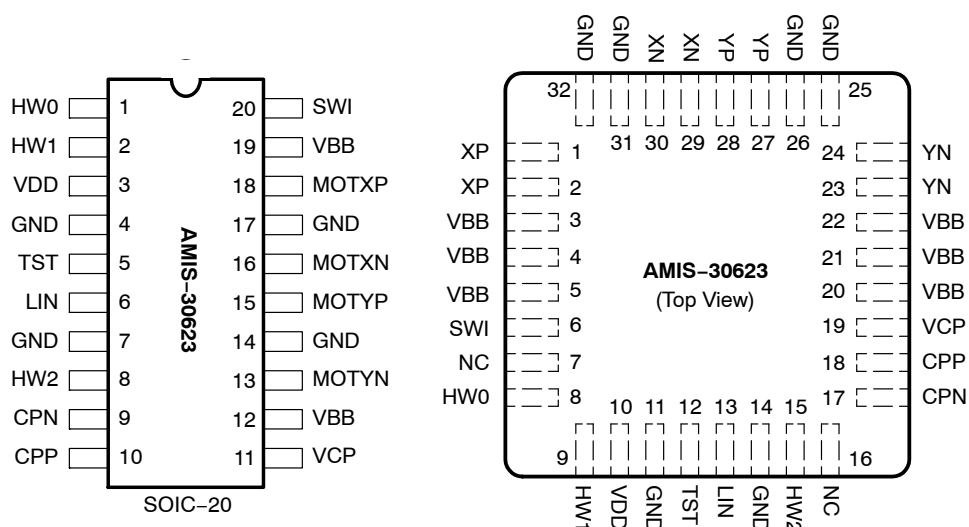 HW0 1 20 SWI
HW1 2 19 VBB
VDD 3 18 MOTXP
GND 4 17 GND
TST 5 16 MOTXN
LIN 6 15 MOTYP
GND 7 14 GND
HW2 8 13 MOTYN
CPN 9 12 VBB
CPP 10 11 VCP
AMIS−30623
SOIC−20
GND GND XN XN YP YP GND GND
32 25
31 30 29 28 27 26
XP 1 24 YN
XP 2 23 YN
VBB 3 22 VBB
VBB 4 21 VBB
VBB 5 20 VBB
SWI 6 19 VCP
NC 7 18 CPP
HW0 8 17 CPN
AMIS−30623
(Top View)
10 11 12 13 14 15
9 16
HW1 VDD GND TST LIN GND HW2 NC